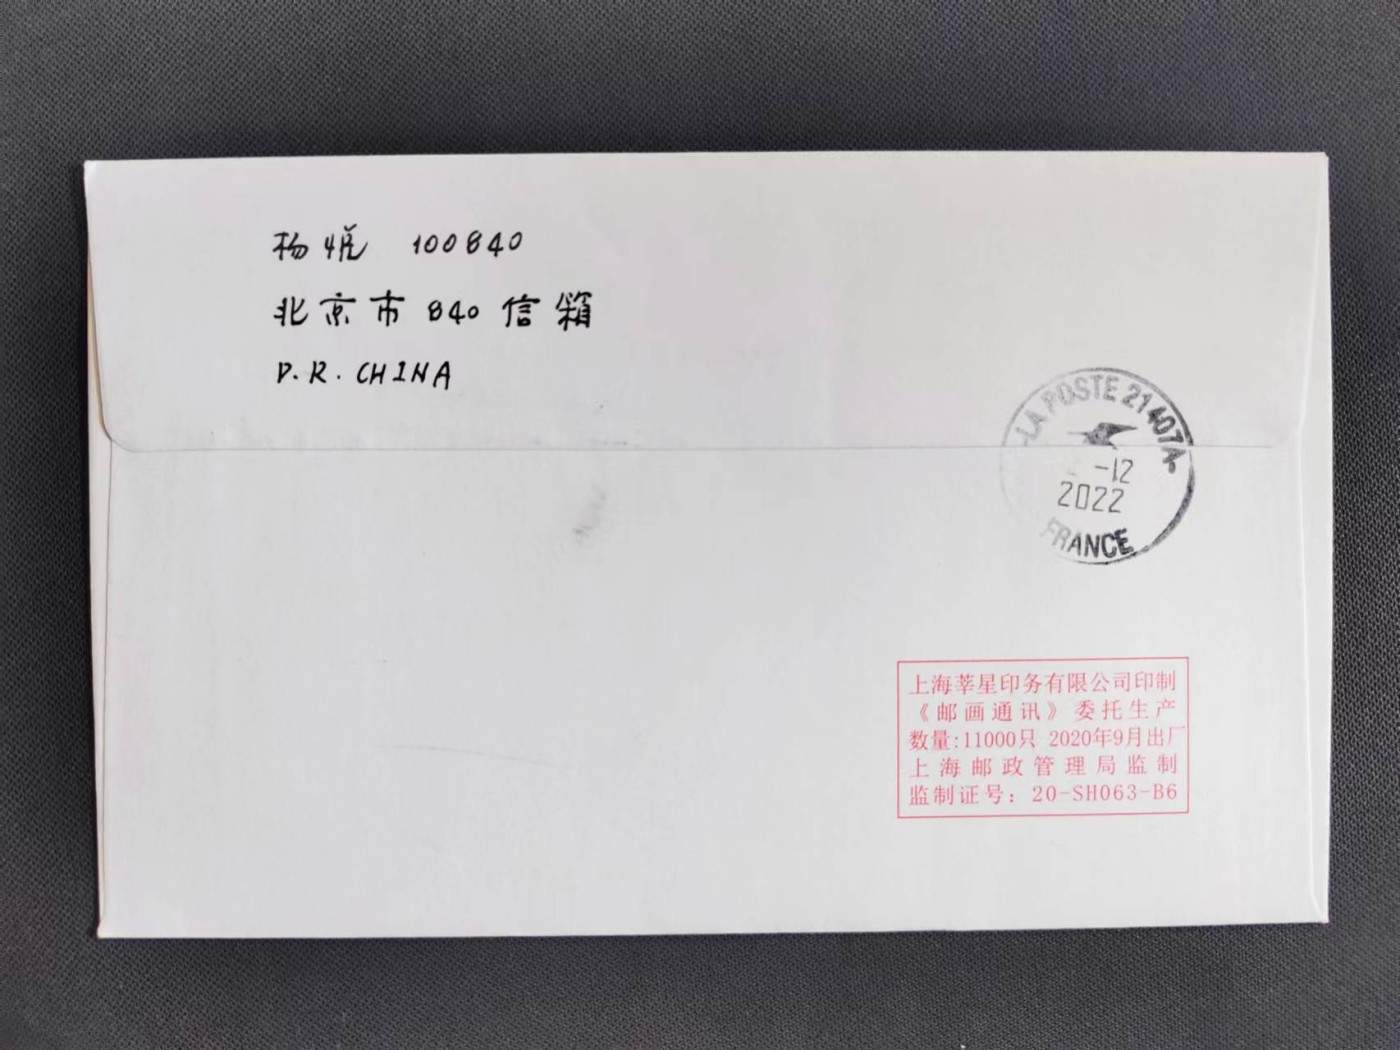 杨悦 100840
北京市 840 信箱
P.R. CHINA
LA POSTE 21407A
-12
2022
FRANCE
上海莘星印务有限公司印制
《邮画通讯》委托生产
数量:11000只 2020年9月出厂
上海邮政管理局监制
监制证号：20-SH063-B6